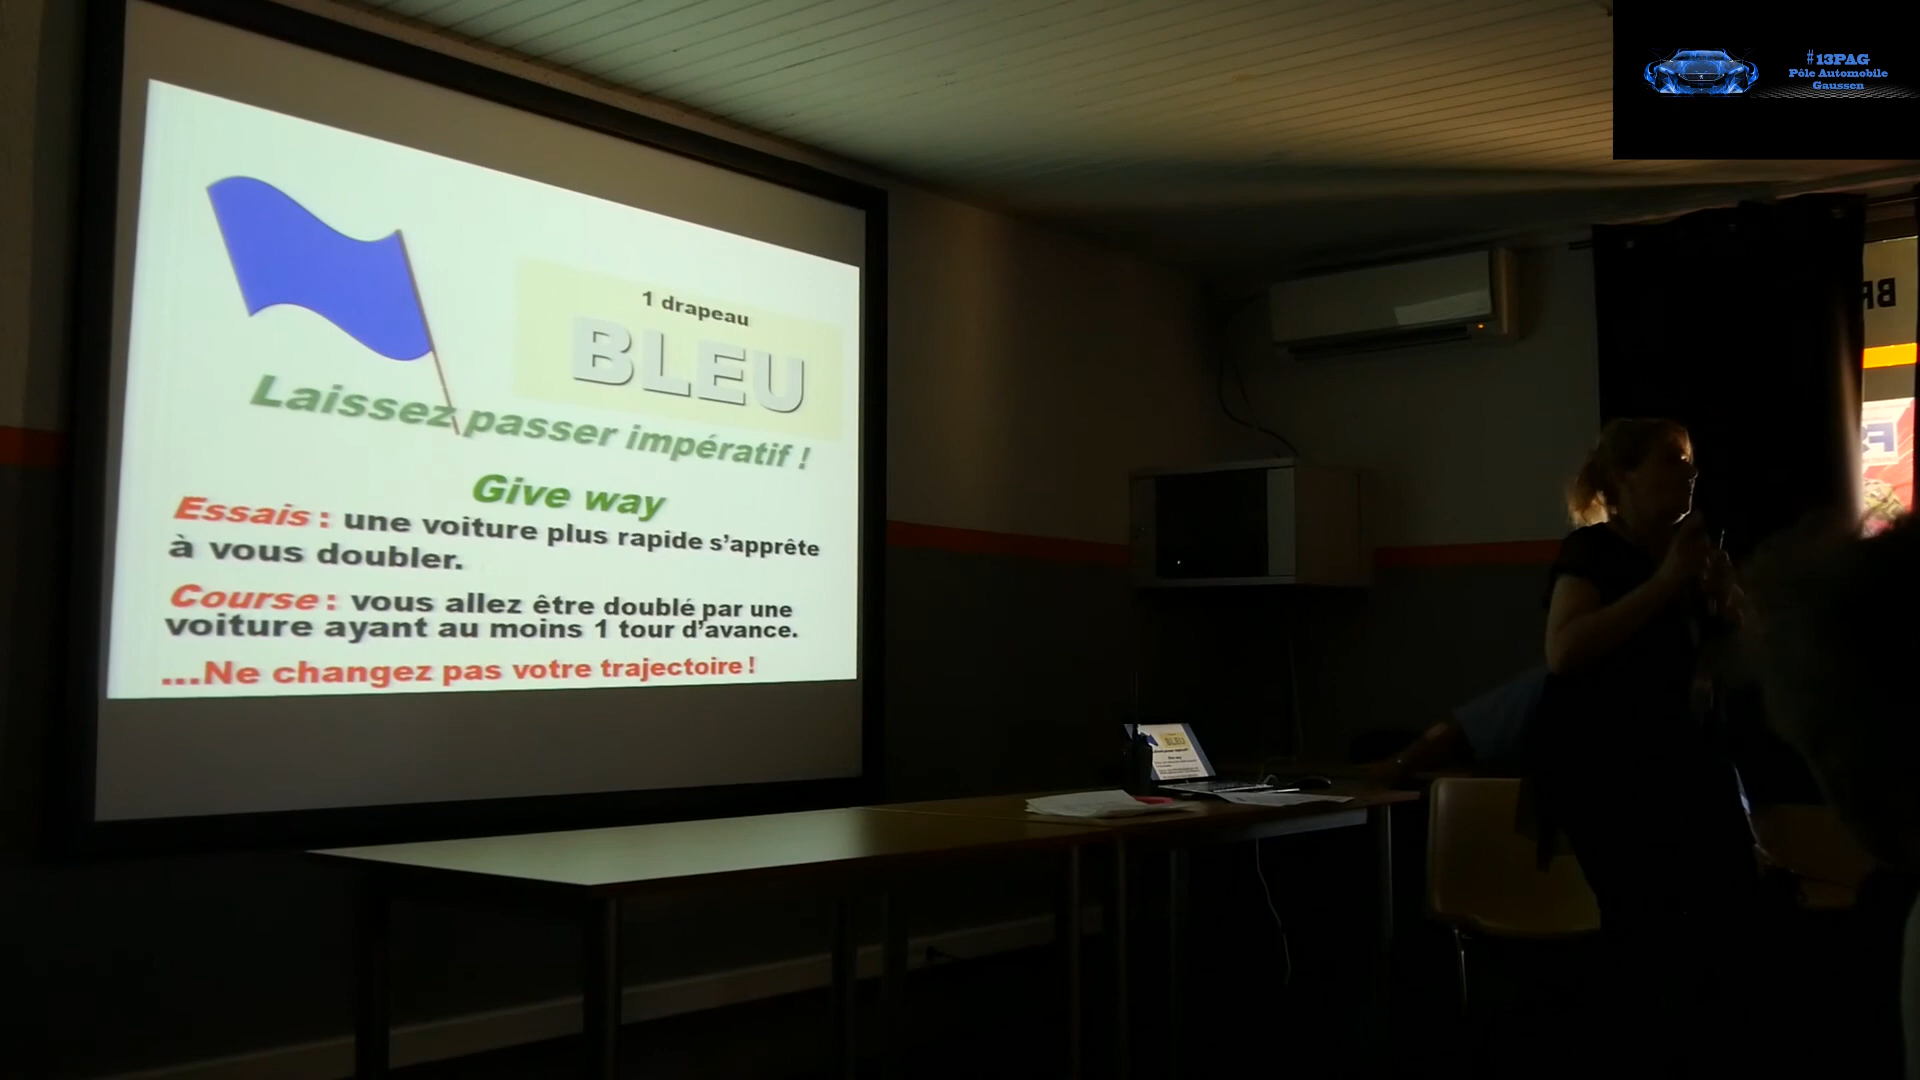 #13PAG
Pôle Automobile
Gaussen
1 drapeau
BLEU
Laissez passer impératif !
Give way
Essais : une voiture plus rapide s'apprête
à vous doubler.
Course : vous allez être doublé par une
voiture ayant au moins 1 tour d'avance.
...Ne changez pas votre trajectoire !
BLEU